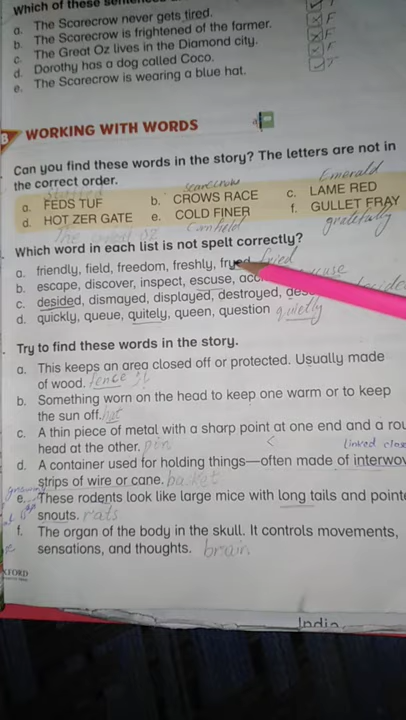 Which of these
a. The Scarecrow never gets tired.
b. The Scarecrow is frightened of the farmer. F
c. The Great Oz lives in the Diamond city. F
d. Dorothy has a dog called Coco. F
e. The Scarecrow is wearing a blue hat. T
B WORKING WITH WORDS
Can you find these words in the story? The letters are not in
the correct order. scarecrow Emerald
a. FEDS TUF b. CROWS RACE c. LAME RED
d. HOT ZER GATE e. COLD FINER f. GULLET FRAY
Cornfield gratefully
Which word in each list is not spelt correctly?
a. friendly, field, freedom, freshly, fryed fried
b. escape, discover, inspect, escuse,
c. desided, dismayed, displayed, destroyed,
d. quickly, queue, quitely, queen, question quietly
Try to find these words in the story.
a. This keeps an area closed off or protected. Usually made
of wood. fence
b. Something worn on the head to keep one warm or to keep
the sun off. hat
c. A thin piece of metal with a sharp point at one end and a
head at the other. pin linked
d. A container used for holding things—often made of
strips of wire or cane. basket
e. These rodents look like large mice with long tails and
snouts. rats
f. The organ of the body in the skull. It controls movements,
sensations, and thoughts. brain
India